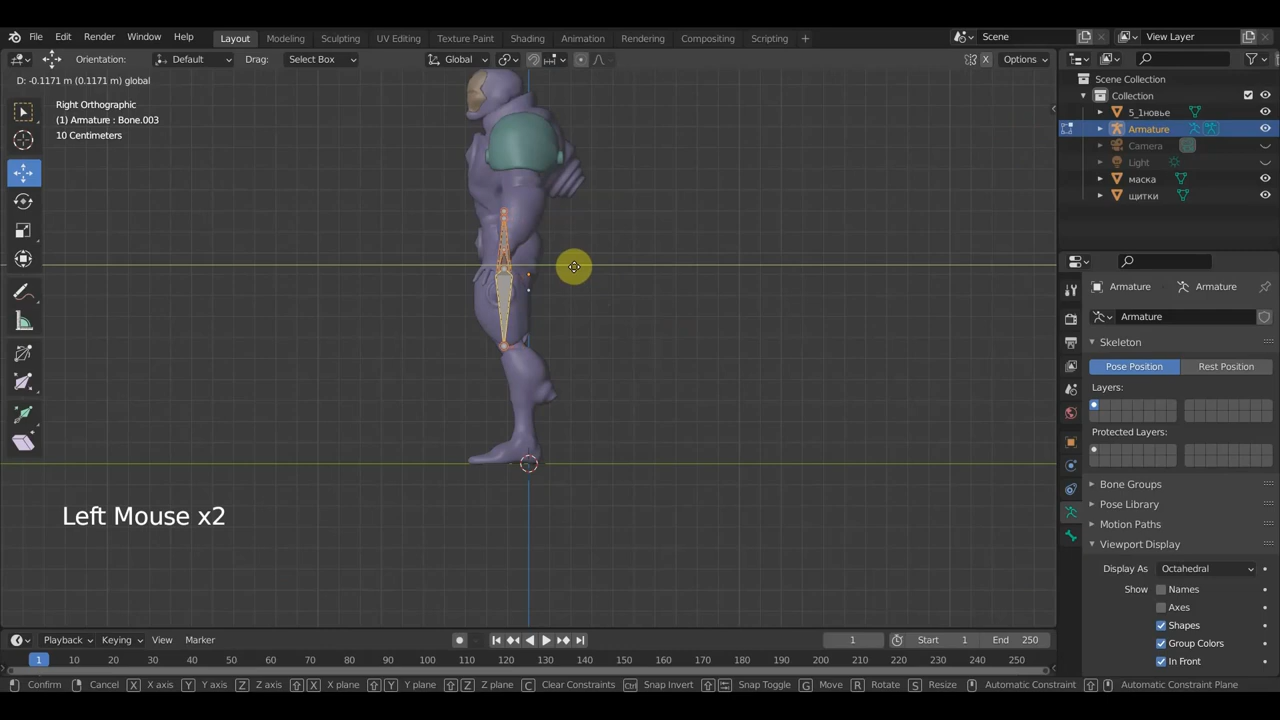 File Edit Render Window Help Layout Modeling Sculpting UV Editing Texture Paint Shading Animation Rendering Compositing Scripting + Scene View Layer
Orientation: Default Drag: Select Box Global X Options
D: -0.1171 m (0.1171 m) global
Right Orthographic
(1) Armature : Bone.003
10 Centimeters
Scene Collection
Collection
5_1новье
Armature
Camera
Light
маска
щитки
Armature Armature
Armature
Skeleton
Pose Position Rest Position
Layers:
Protected Layers:
Bone Groups
Pose Library
Motion Paths
Viewport Display
Display As Octahedral
Show Names
Axes
Shapes
Group Colors
In Front
Left Mouse x2
Playback Keying View Marker 1 Start 1 End 250
1 10 20 30 40 50 60 70 80 90 100 110 120 130 140 150 160 170 180 190 200 210 220 230 240 250
Confirm Cancel X X axis Y Y axis Z Z axis X X plane Y Y plane Z Z plane C Clear Constraints Ctrl Snap Invert Snap Toggle G Move R Rotate S Resize Automatic Constraint Automatic Constraint Plane